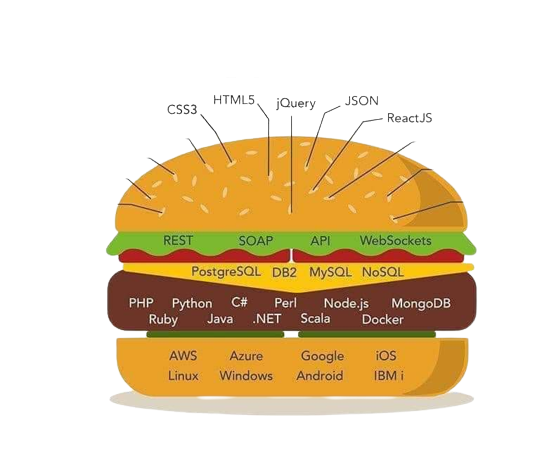 HTML5 jQuery JSON
CSS3 ReactJS
REST SOAP API WebSockets
PostgreSQL DB2 MySQL NoSQL
PHP Python C# Perl Node.js MongoDB
Ruby Java .NET Scala Docker
AWS Azure Google iOS
Linux Windows Android IBM i